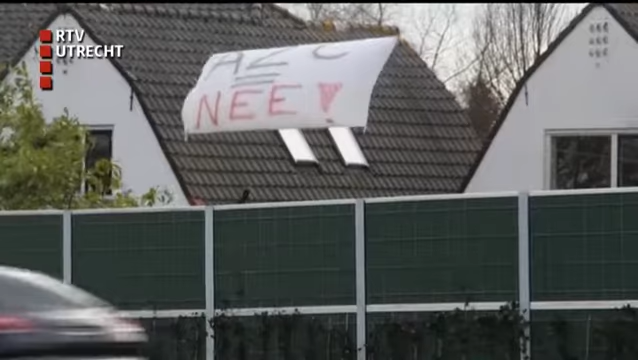 RTV
UTRECHT
AZC
=
NEE!